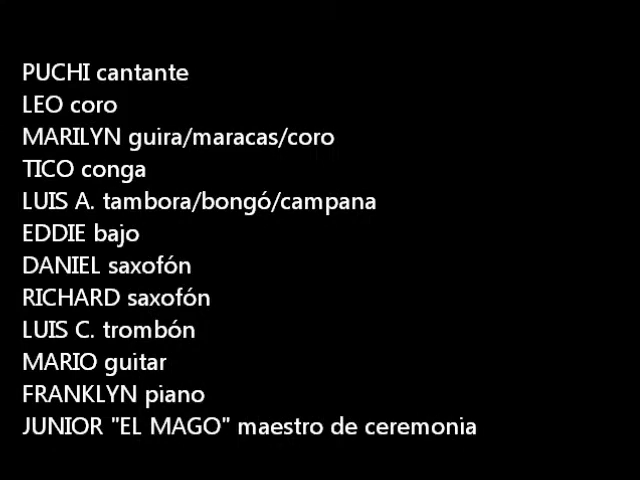 PUCHI cantante
LEO coro
MARILYN guira/maracas/coro
TICO conga
LUIS A. tambora/bongó/campana
EDDIE bajo
DANIEL saxofón
RICHARD saxofón
LUIS C. trombón
MARIO guitar
FRANKLYN piano
JUNIOR "EL MAGO" maestro de ceremonia